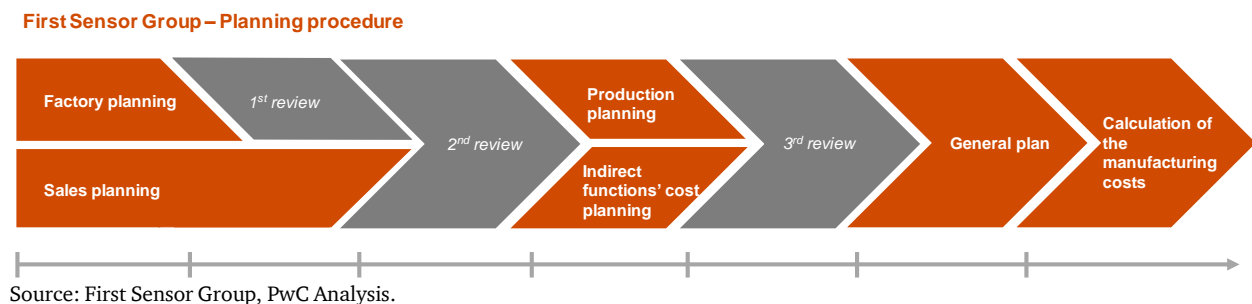 First Sensor Group – Planning procedure
Factory planning
1st review
Sales planning
2nd review
Production
planning
Indirect
functions’ cost
planning
3rd review
General plan
Calculation of
the
manufacturing
costs
Source: First Sensor Group, PwC Analysis.